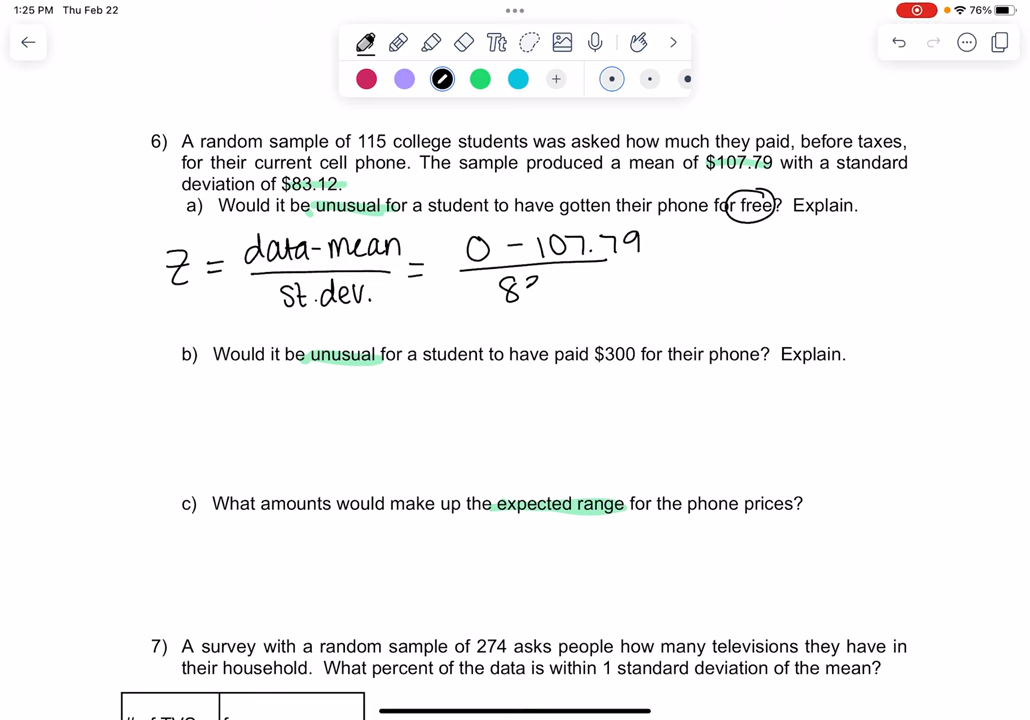 1:25 PM Thu Feb 22
76%
Tt
6) A random sample of 115 college students was asked how much they paid, before taxes,
for their current cell phone. The sample produced a mean of $107.79 with a standard
deviation of $83.12.
a) Would it be unusual for a student to have gotten their phone for free? Explain.
z = data-mean / st.dev. = 0 - 107.79 / 83
b) Would it be unusual for a student to have paid $300 for their phone? Explain.
c) What amounts would make up the expected range for the phone prices?
7) A survey with a random sample of 274 asks people how many televisions they have in
their household. What percent of the data is within 1 standard deviation of the mean?